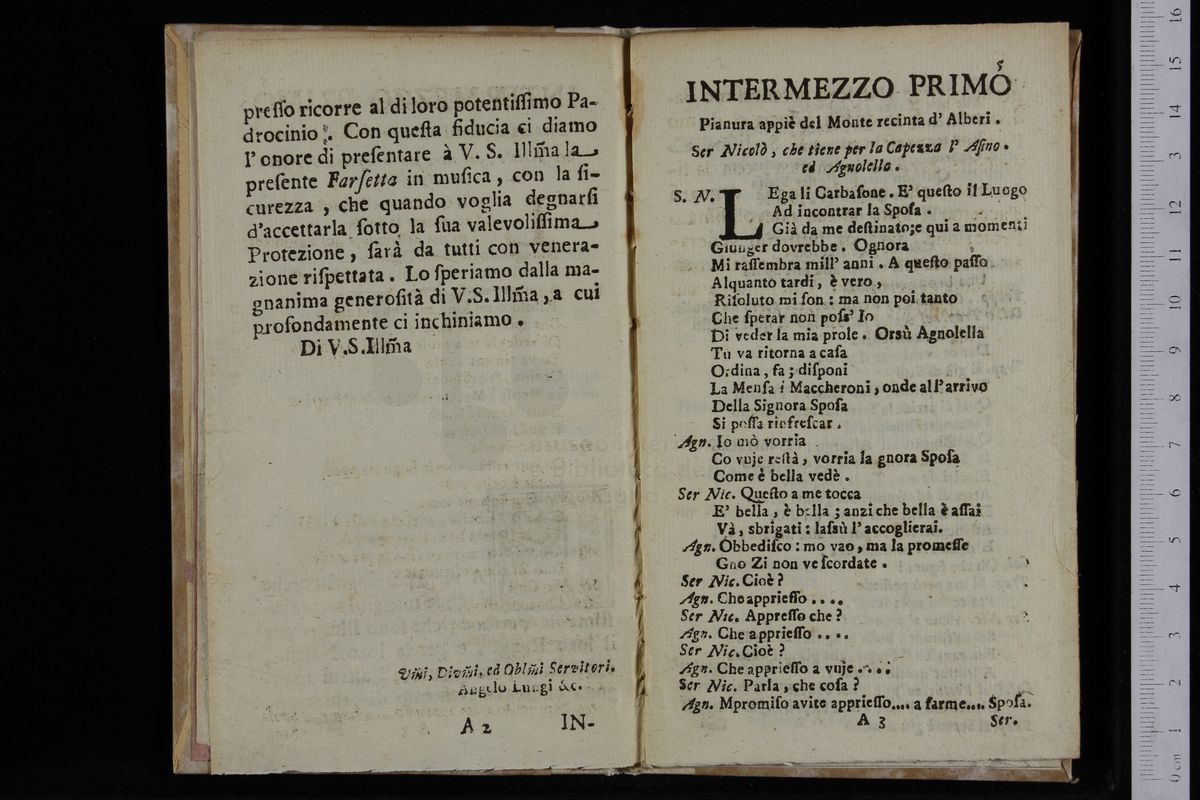 preſſo ricorre al di loro potentiſſimo Pa-
drocinio. Con queſta fiducia ci diamo
l' onore di preſentare à V. S. Illm̃a la
preſente Farſetta in muſica, con la ſi-
curezza, che quando voglia degnarſi
d'accettarla ſotto la ſua valevoliſſima
Protezione, ſarà da tutti con venera-
zione riſpettata. Lo ſperiamo dalla ma-
gnanima generoſità di V.S. Illm̃a, a cui
profondamente ci inchiniamo.
Di V.S.Illm̃a
Vm̃i, Divm̃i, ed Oblm̃i Servitori.
Angelo Lungi &c.
A 2 IN-
5
INTERMEZZO PRIMO
Pianura appiè del Monte recinta d' Alberi.
Ser Nicolò, che tiene per la Capezza l' Aſino.
ed Agnolella.
S. N. LEga li Carbaſone. E' queſto il Luogo
Ad incontrar la Spoſa.
Già da me deſtinato; e qui a momenti
Giunger dovrebbe. Ognora
Mi raſſembra mill' anni. A queſto paſſo
Alquanto tardi, è vero,
Riſoluto mi ſon: ma non poi tanto
Che ſperar non poſſ' Io
Di veder la mia prole. Orsù Agnolella
Tu va ritorna a caſa
Ordina, fa; diſponi
La Menſa i Maccheroni, onde all' arrivo
Della Signora Spoſa
Si poſſa rinfreſcar.
Agn. Io mò vorria
Co vuje reſtà, vorria la gnora Spoſa
Come è bella vedè.
Ser Nic. Queſto a me tocca
E' bella, è bella; anzi che bella è aſſai
Và, sbrigati: laſsù l' accoglierai.
Agn. Obbediſco: mo vao, ma la promeſſe
Gno Zi non ve ſcordate.
Ser Nic. Cioè?
Agn. Che apprieſſo ....
Ser Nic. Appreſſo che?
Agn. Che apprieſſo ....
Ser Nic. Cioè?
Agn. Che apprieſſo a vuje ....
Ser Nic. Parla, che coſa?
Agn. Mpromiſo avite apprieſſo.... a farme.... Spoſa.
A 3 Ser.